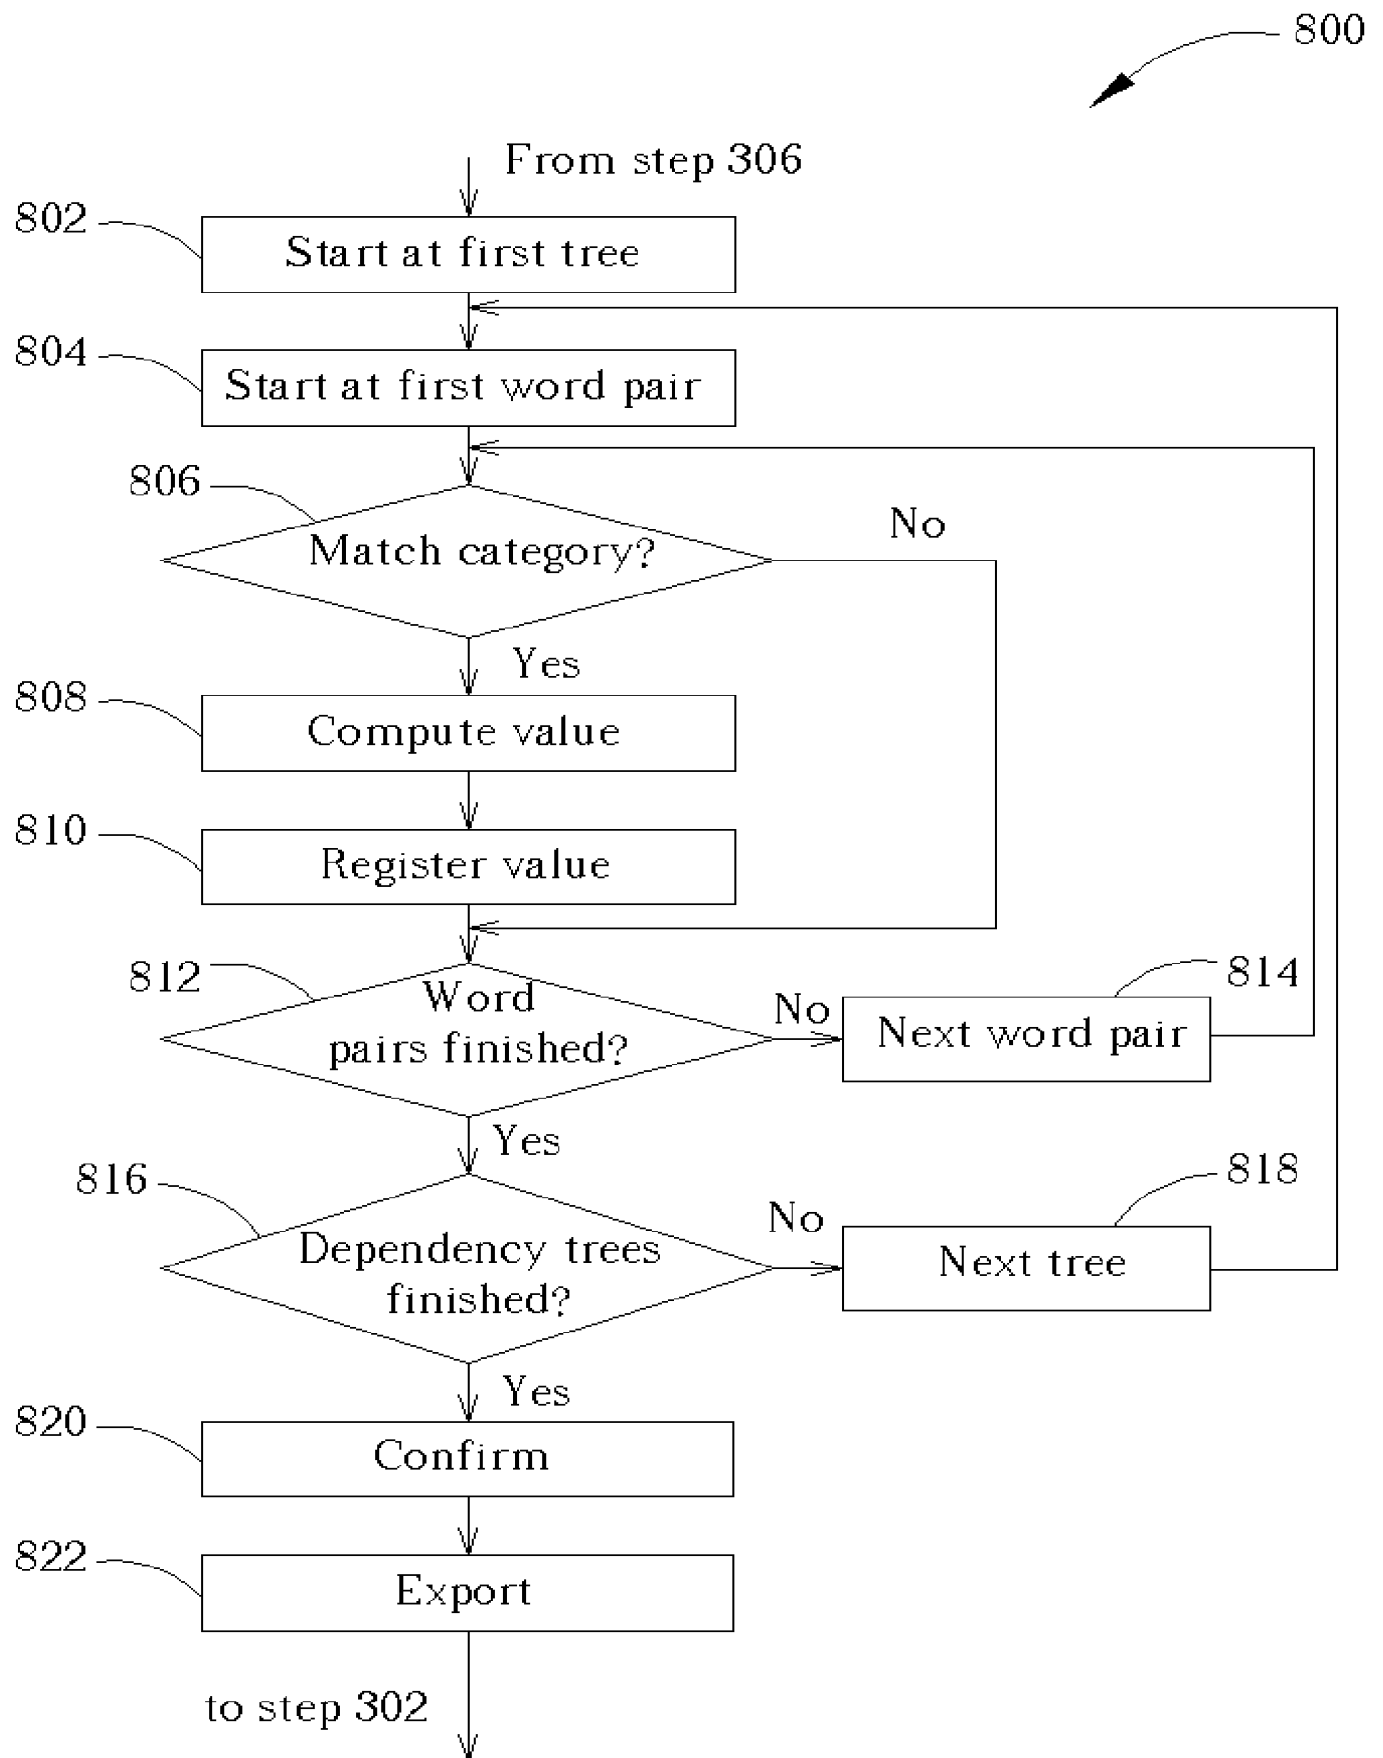 800
From step 306
802
Start at first tree
804
Start at first word pair
806
Match category?
No
Yes
808
Compute value
810
Register value
812
Word
pairs finished?
No
814
Next word pair
Yes
816
Dependency trees
finished?
No
818
Next tree
Yes
820
Confirm
822
Export
to step 302